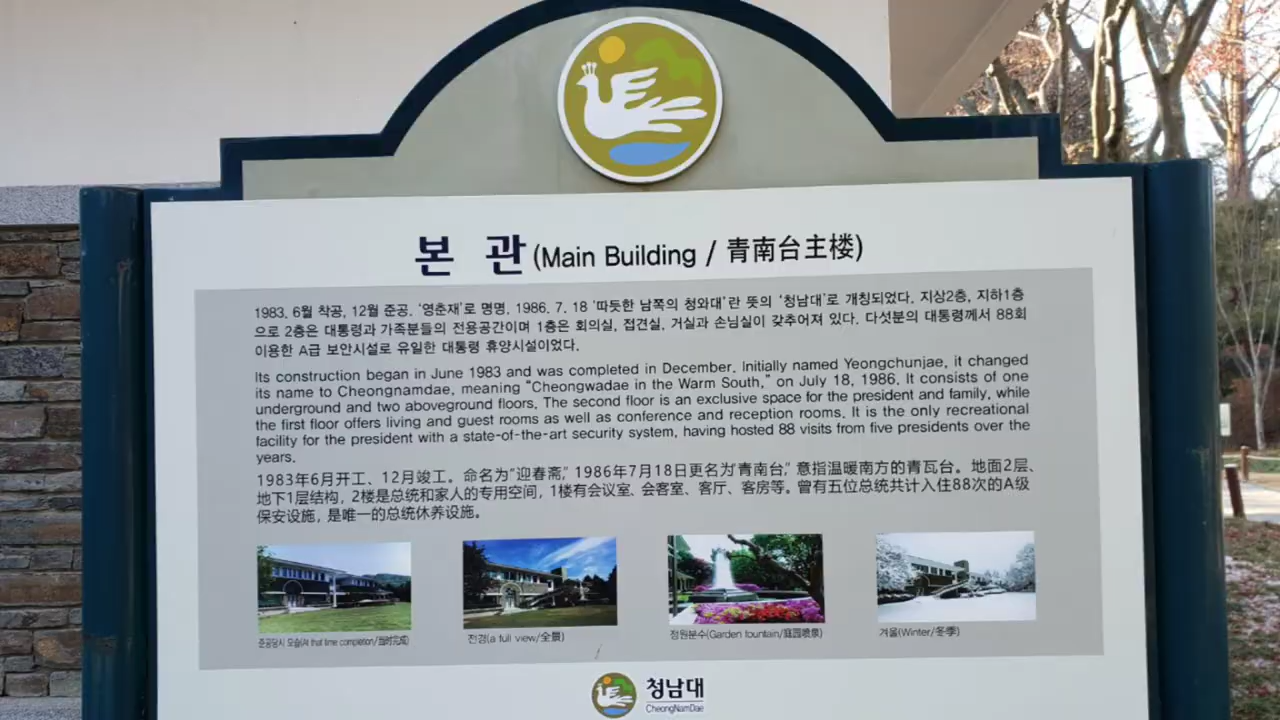 본 관(Main Building / 青南台主楼)
1983. 6월 착공, 12월 준공. '영춘재'로 명명. 1986. 7. 18 '따듯한 남쪽의 청와대'란 뜻의 '청남대'로 개칭되었다. 지상2층, 지하1층
으로 2층은 대통령과 가족분들의 전용공간이며 1층은 회의실, 접견실, 거실과 손님실이 갖추어져 있다. 다섯분의 대통령께서 88회
이용한 A급 보안시설로 유일한 대통령 휴양시설이었다.
Its construction began in June 1983 and was completed in December. Initially named Yeongchunjae, it changed
its name to Cheongnamdae, meaning "Cheongwadae in the Warm South," on July 18, 1986. It consists of one
underground and two aboveground floors. The second floor is an exclusive space for the president and family, while
the first floor offers living and guest rooms as well as conference and reception rooms. It is the only recreational
facility for the president with a state-of-the-art security system, having hosted 88 visits from five presidents over the
years.
1983年6月开工、12月竣工。命名为"迎春斋," 1986年7月18日更名为"青南台," 意指温暖南方的青瓦台。地面2层、
地下1层结构，2楼是总统和家人的专用空间，1楼有会议室、会客室、客厅、客房等。曾有五位总统共计入住88次的A级
保安设施，是唯一的总统休养设施。
준공당시 모습(At that time completion/当时完成)
전경(a full view/全景)
정원분수(Garden fountain/庭园喷泉)
겨울(Winter/冬季)
청남대
CheongNamDae